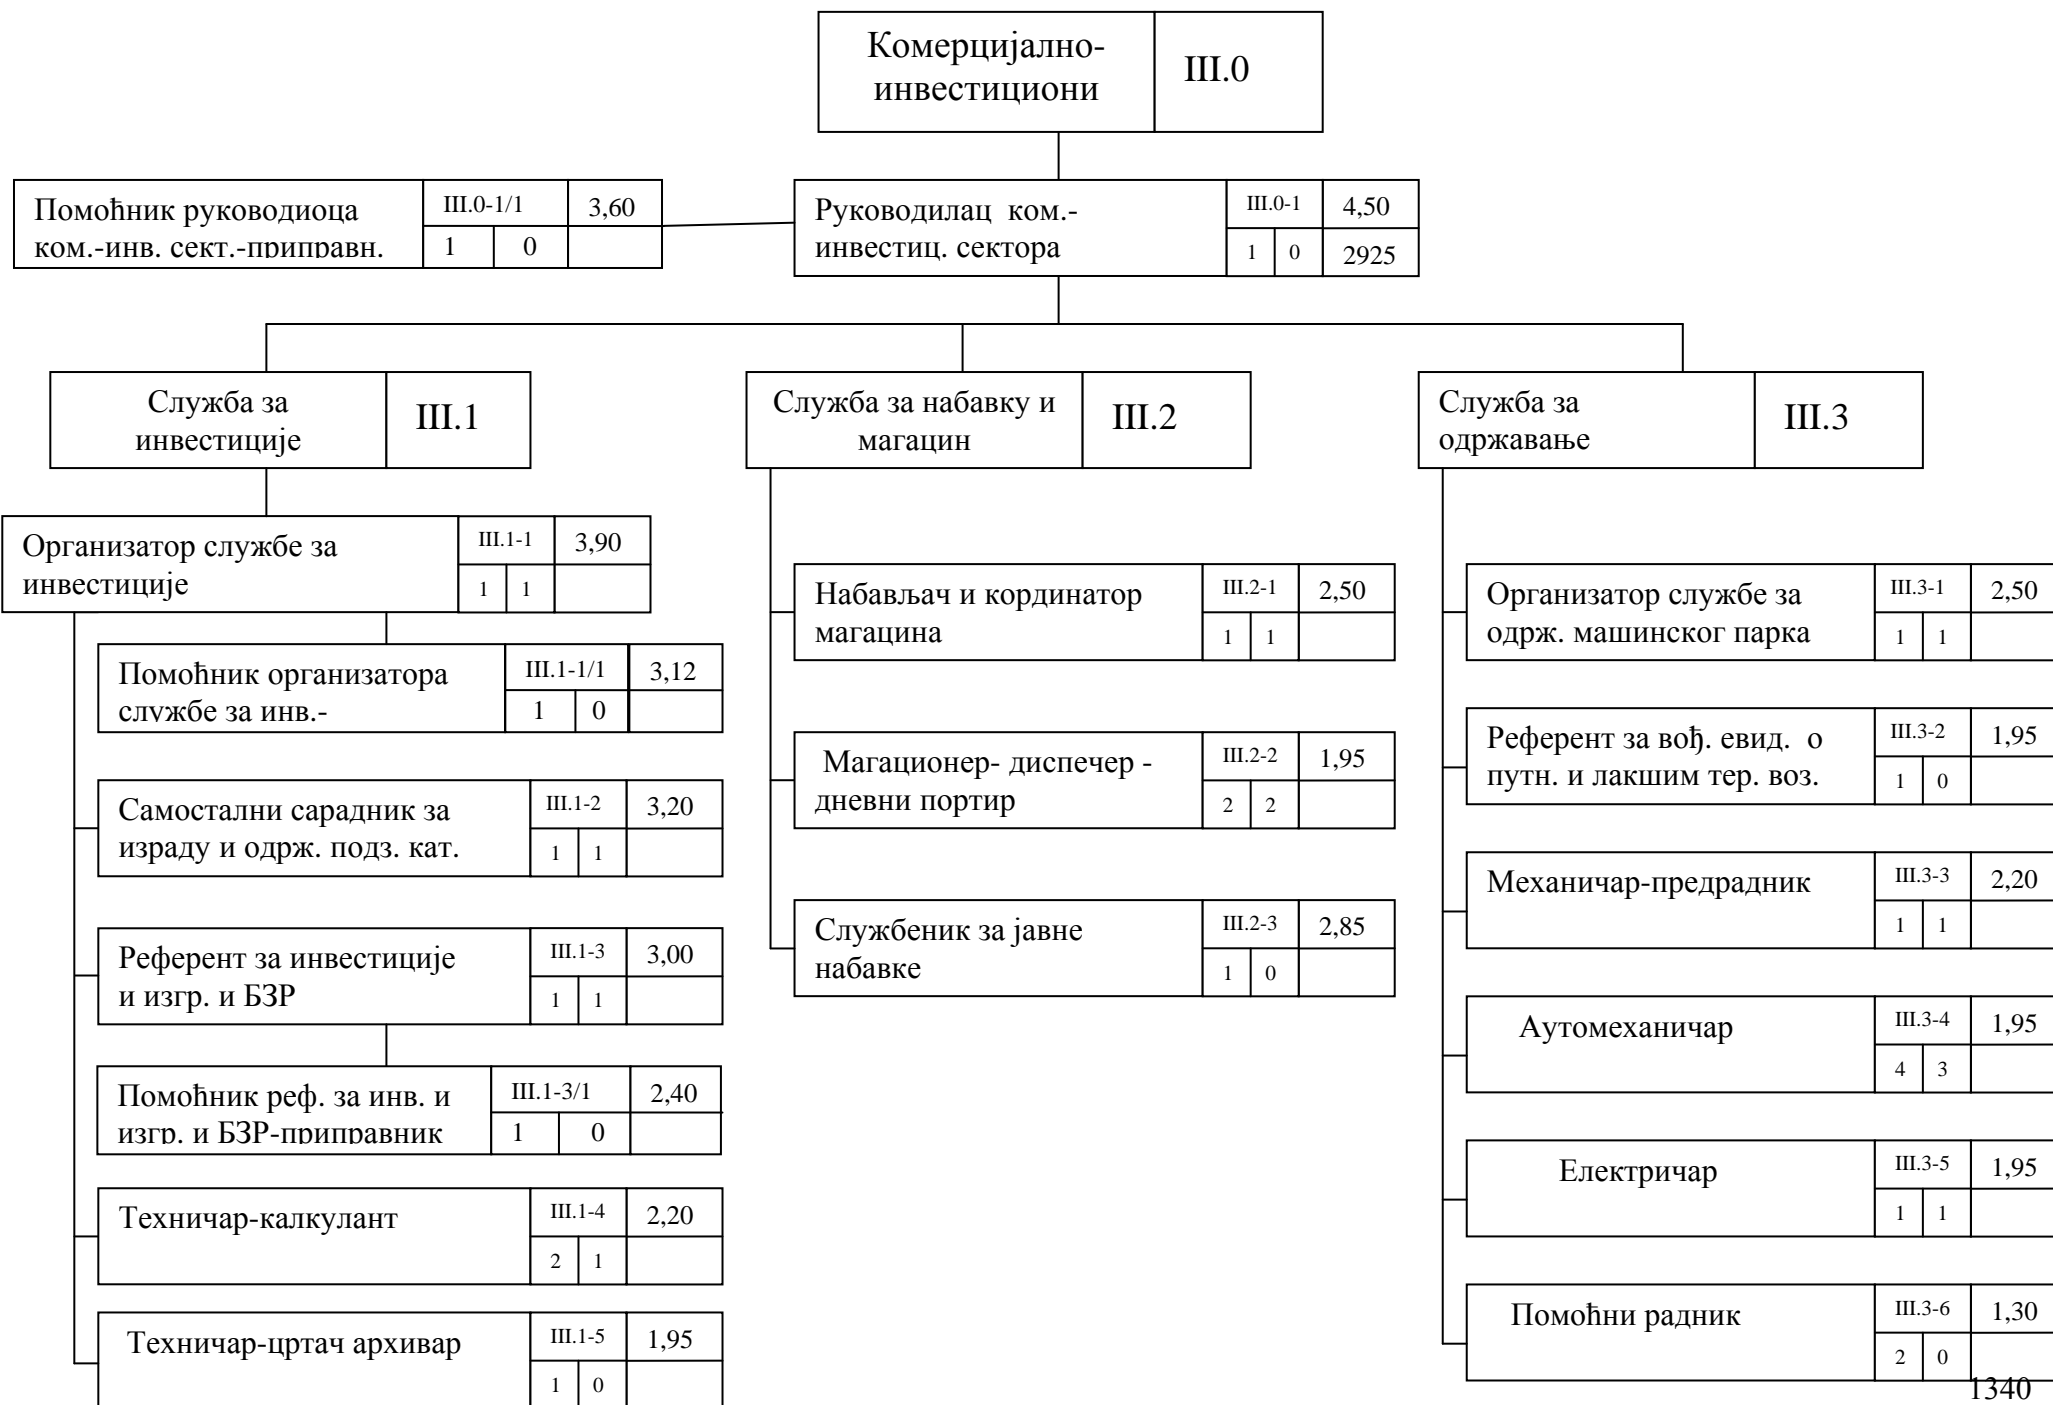 Комерцијално-
инвестициони
III.0
Помоћник руководиоца
ком.-инв. сект.-приправн.
III.0-1/1
3,60
1
0
Руководилац ком.-
инвестиц. сектора
III.0-1
4,50
1
0
2925
Служба за
инвестиције
III.1
Служба за набавку и
магацин
III.2
Служба за
одржавање
III.3
Организатор службе за
инвестиције
III.1-1
3,90
1
1
Помоћник организатора
службе за инв.-
III.1-1/1
3,12
1
0
Самостални сарадник за
израду и одрж. подз. кат.
III.1-2
3,20
1
1
Референт за инвестиције
и изгр. и БЗР
III.1-3
3,00
1
1
Помоћник реф. за инв. и
изгр. и БЗР-приправник
III.1-3/1
2,40
1
0
Техничар-калкулант
III.1-4
2,20
2
1
Техничар-цртач архивар
III.1-5
1,95
1
0
Набављач и кординатор
магацина
III.2-1
2,50
1
1
Магационер- диспечер -
дневни портир
III.2-2
1,95
2
2
Службеник за јавне
набавке
III.2-3
2,85
1
0
Организатор службе за
одрж. машинског парка
III.3-1
2,50
1
1
Референт за вођ. евид. о
путн. и лакшим тер. воз.
III.3-2
1,95
1
0
Механичар-предрадник
III.3-3
2,20
1
1
Аутомеханичар
III.3-4
1,95
4
3
Електричар
III.3-5
1,95
1
1
Помоћни радник
III.3-6
1,30
2
0
1340